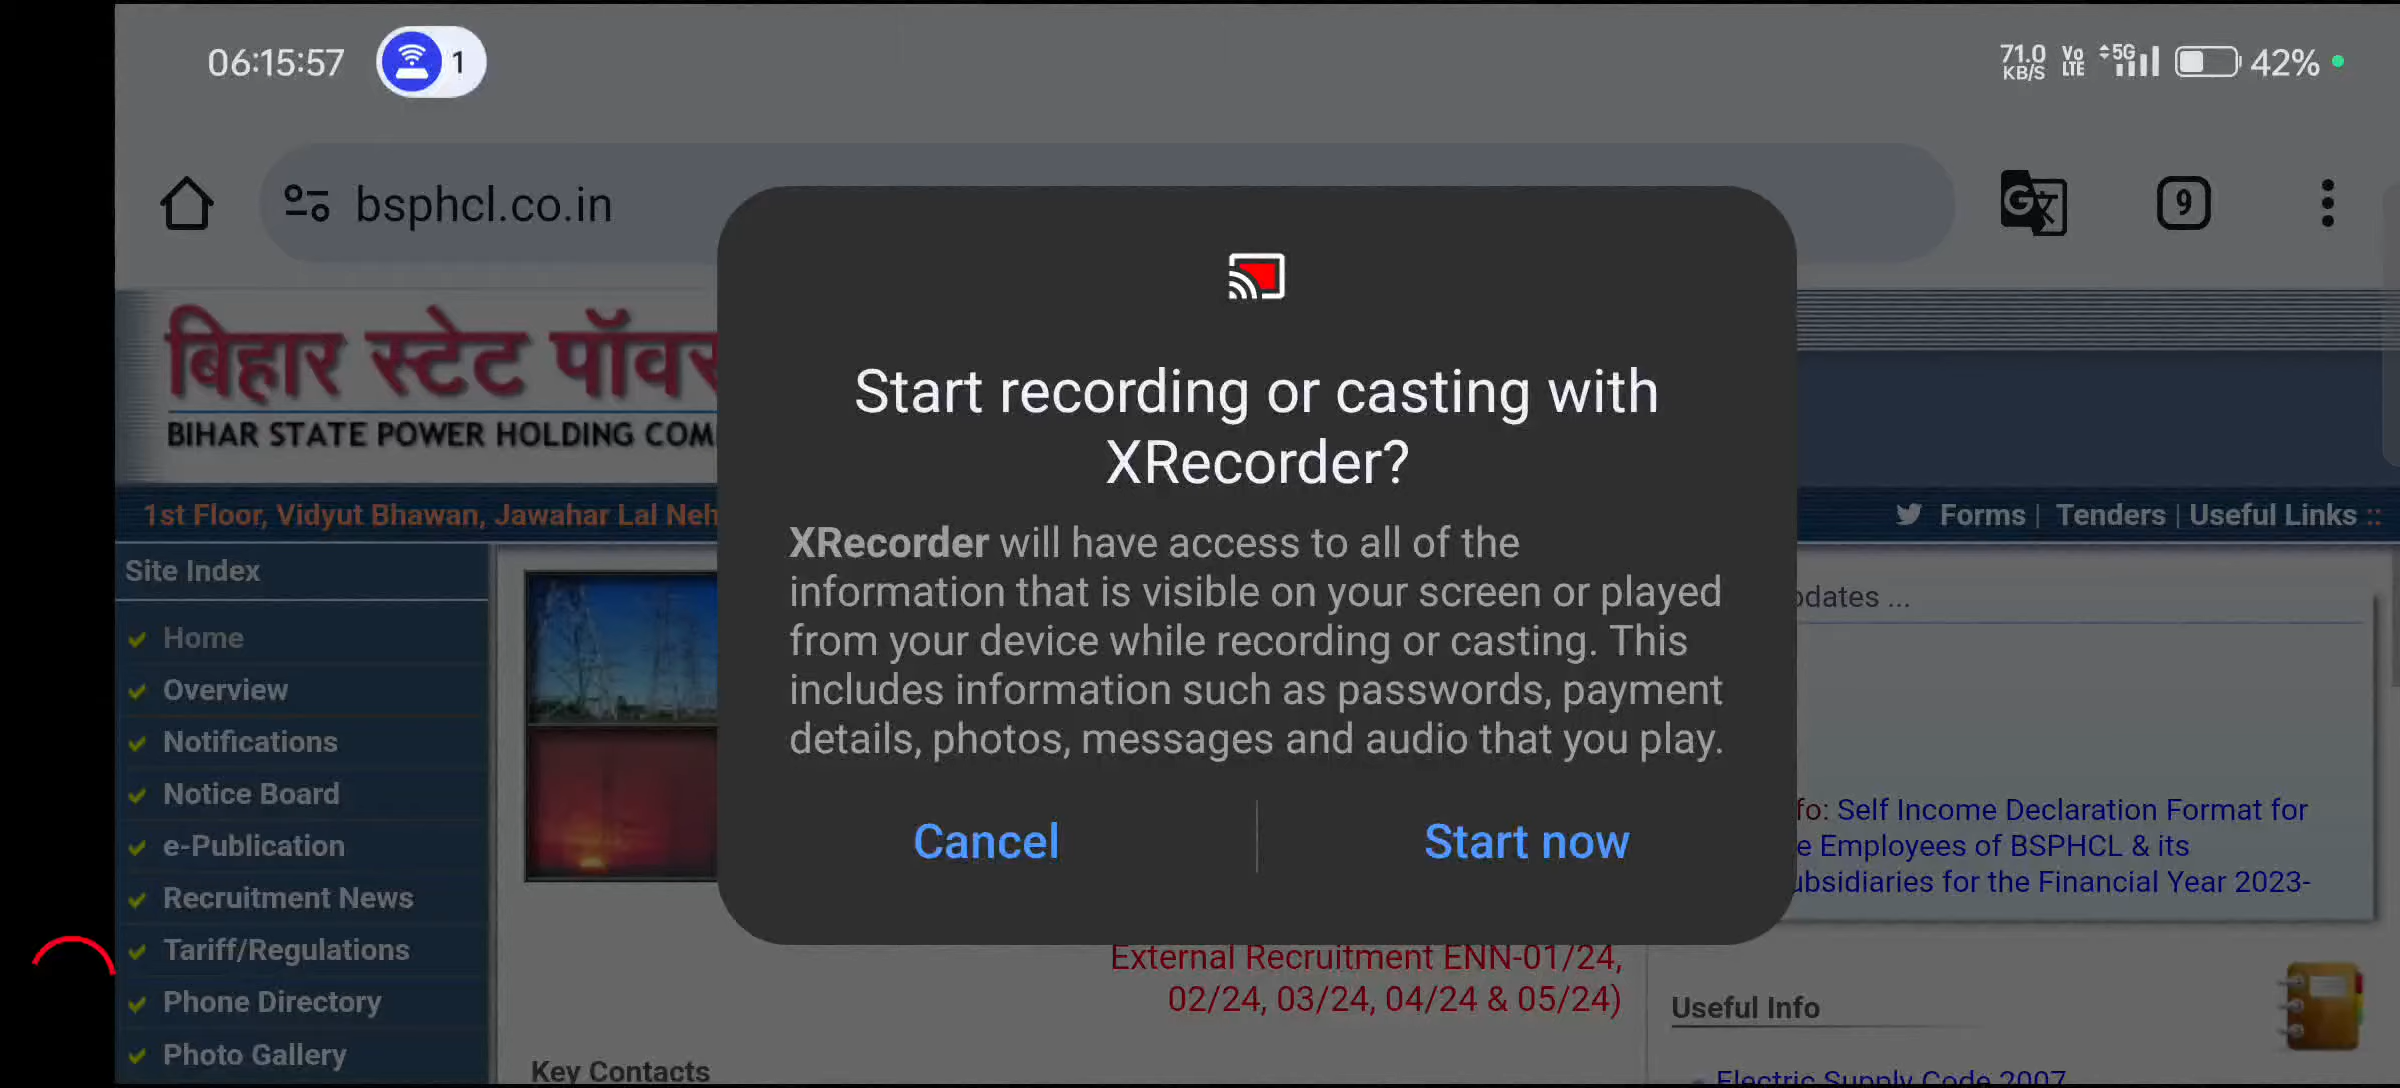 06:15:57
1
71.0 KB/S
Vo LTE
5G
42%
bsphcl.co.in
9
Start recording or casting with
XRecorder?
XRecorder will have access to all of the
information that is visible on your screen or played
from your device while recording or casting. This
includes information such as passwords, payment
details, photos, messages and audio that you play.
Cancel
Start now
बिहार स्टेट
BIHAR STATE POWER HOLDING
1st Floor, Vidyut Bhawan, Jawahar Lal
Forms | Tenders | Useful Links ::
Site Index
Home
Overview
Notifications
Notice Board
e-Publication
Recruitment News
Tariff/Regulations
Phone Directory
Photo Gallery
...
Self Income Declaration Format for
Employees of BSPHCL & its
for the Financial Year 2023-
External Recruitment ENN-01/24,
02/24, 03/24, 04/24 & 05/24)
Useful Info
Key Contacts
Electric Supply Code 2007